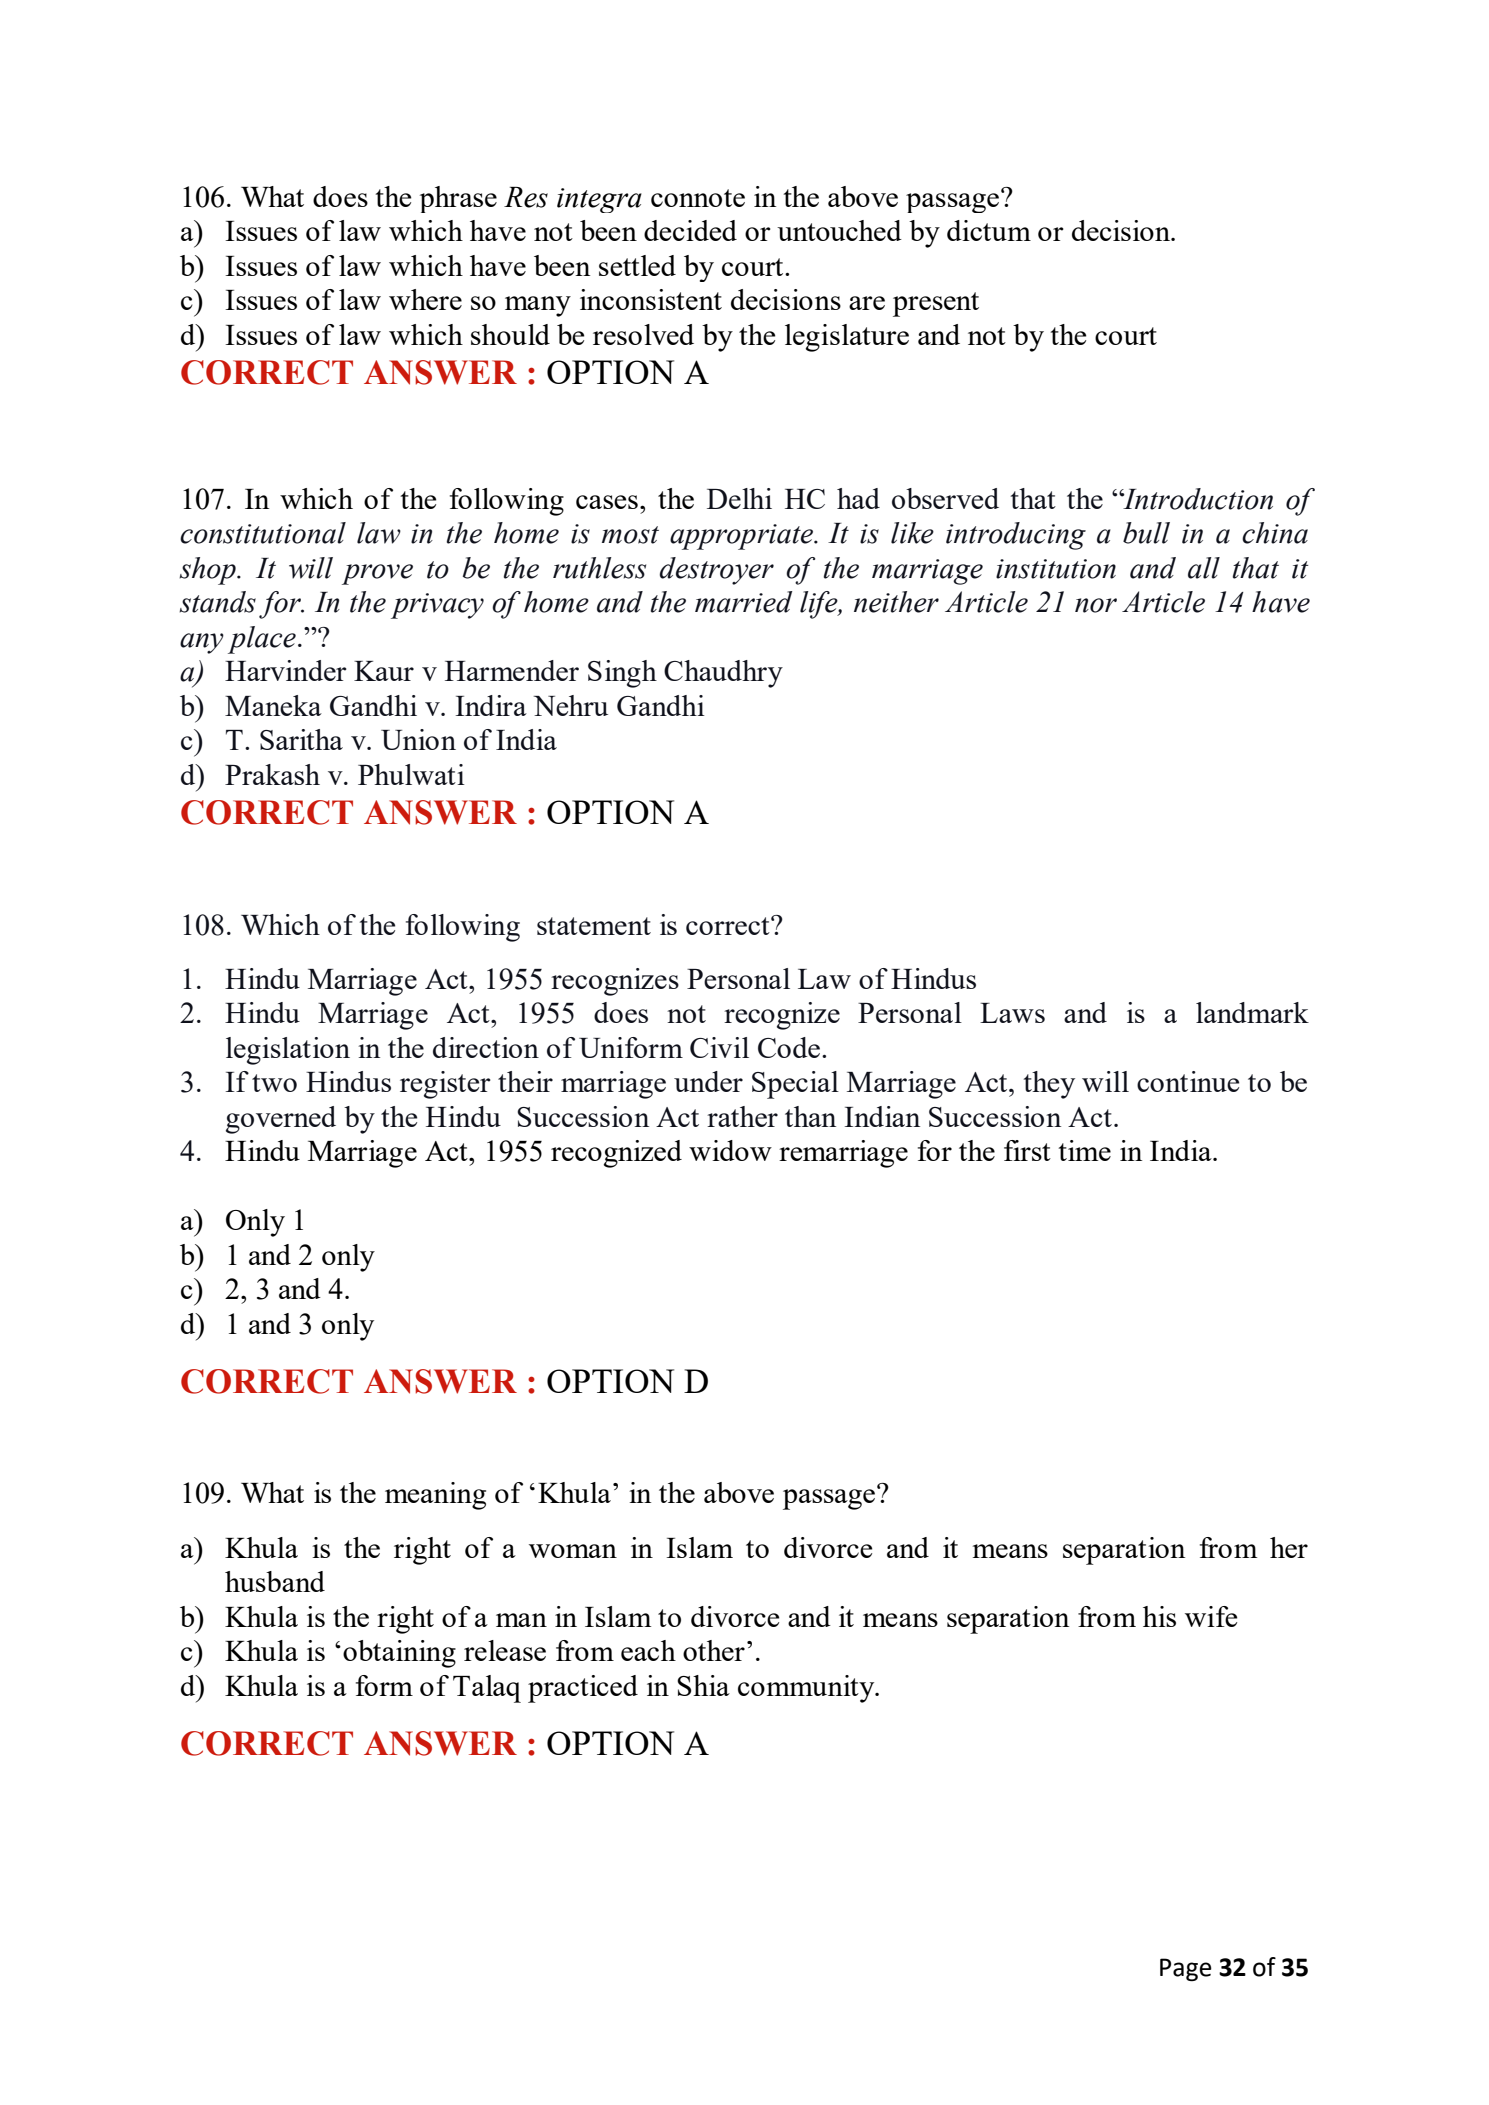 106. What does the phrase Res integra connote in the above passage?
a) Issues of law which have not been decided or untouched by dictum or decision.
b) Issues of law which have been settled by court.
c) Issues of law where so many inconsistent decisions are present
d) Issues of law which should be resolved by the legislature and not by the court
CORRECT ANSWER : OPTION A
107. In which of the following cases, the Delhi HC had observed that the “Introduction of
constitutional law in the home is most appropriate. It is like introducing a bull in a china
shop. It will prove to be the ruthless destroyer of the marriage institution and all that it
stands for. In the privacy of home and the married life, neither Article 21 nor Article 14 have
any place.”?
a) Harvinder Kaur v Harmender Singh Chaudhry
b) Maneka Gandhi v. Indira Nehru Gandhi
c) T. Saritha v. Union of India
d) Prakash v. Phulwati
CORRECT ANSWER : OPTION A
108. Which of the following statement is correct?
1. Hindu Marriage Act, 1955 recognizes Personal Law of Hindus
2. Hindu Marriage Act, 1955 does not recognize Personal Laws and is a landmark
legislation in the direction of Uniform Civil Code.
3. If two Hindus register their marriage under Special Marriage Act, they will continue to be
governed by the Hindu Succession Act rather than Indian Succession Act.
4. Hindu Marriage Act, 1955 recognized widow remarriage for the first time in India.
a) Only 1
b) 1 and 2 only
c) 2, 3 and 4.
d) 1 and 3 only
CORRECT ANSWER : OPTION D
109. What is the meaning of ‘Khula’ in the above passage?
a) Khula is the right of a woman in Islam to divorce and it means separation from her
husband
b) Khula is the right of a man in Islam to divorce and it means separation from his wife
c) Khula is ‘obtaining release from each other’.
d) Khula is a form of Talaq practiced in Shia community.
CORRECT ANSWER : OPTION A
Page 32 of 35